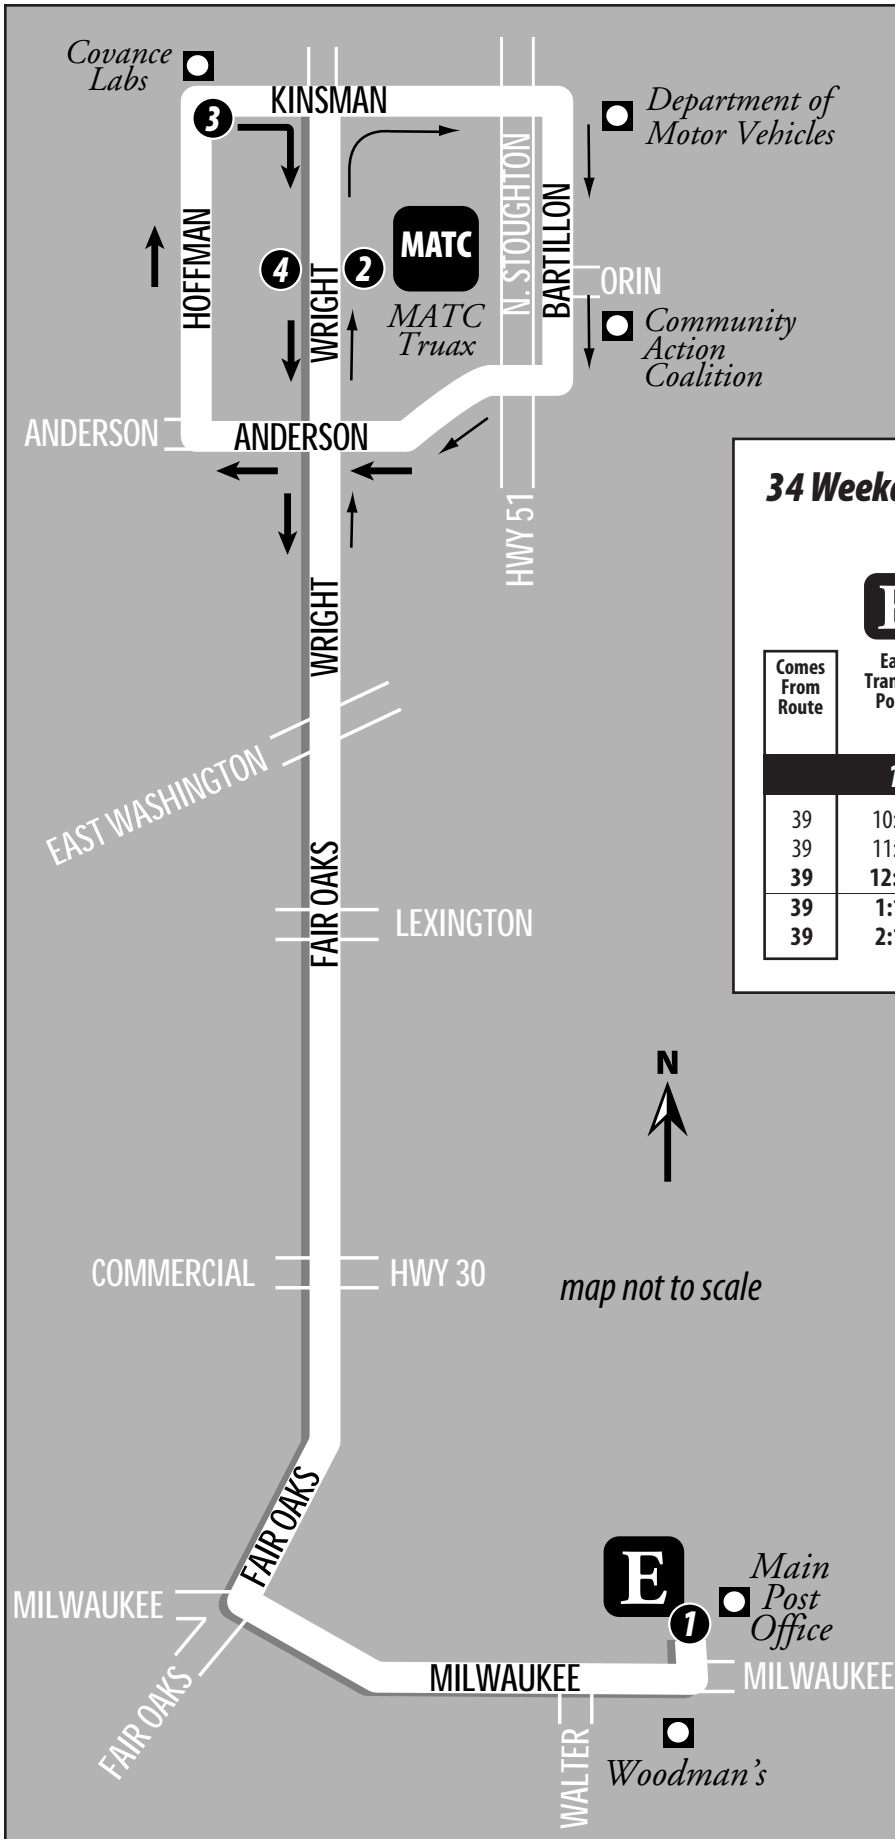 Covance
Labs
KINSMAN
3
Department of
Motor Vehicles
N. STOUGHTON
BARTILLON
HOFFMAN
MATC
4
WRIGHT
2
ORIN
MATC
Truax
Community
Action
Coalition
ANDERSON
ANDERSON
HWY 51
34
WRIGHT
Comes
From
Route
EAST WASHINGTON
39
39
39
39
39
FAIR OAKS
LEXINGTON
N
COMMERCIAL
HWY 30
map not to scale
FAIR OAKS
E
Main
Post
Office
1
MILWAUKEE
MILWAUKEE
MILWAUKEE
FAIR OAKS
WALTER
Woodman's